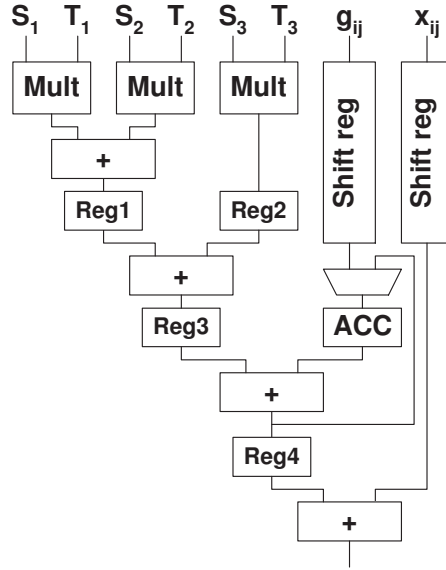 S1 T1 S2 T2 S3 T3 gij xij
Mult Mult Mult Shift reg Shift reg
+
Reg1 Reg2
+
Reg3 ACC
+
Reg4
+